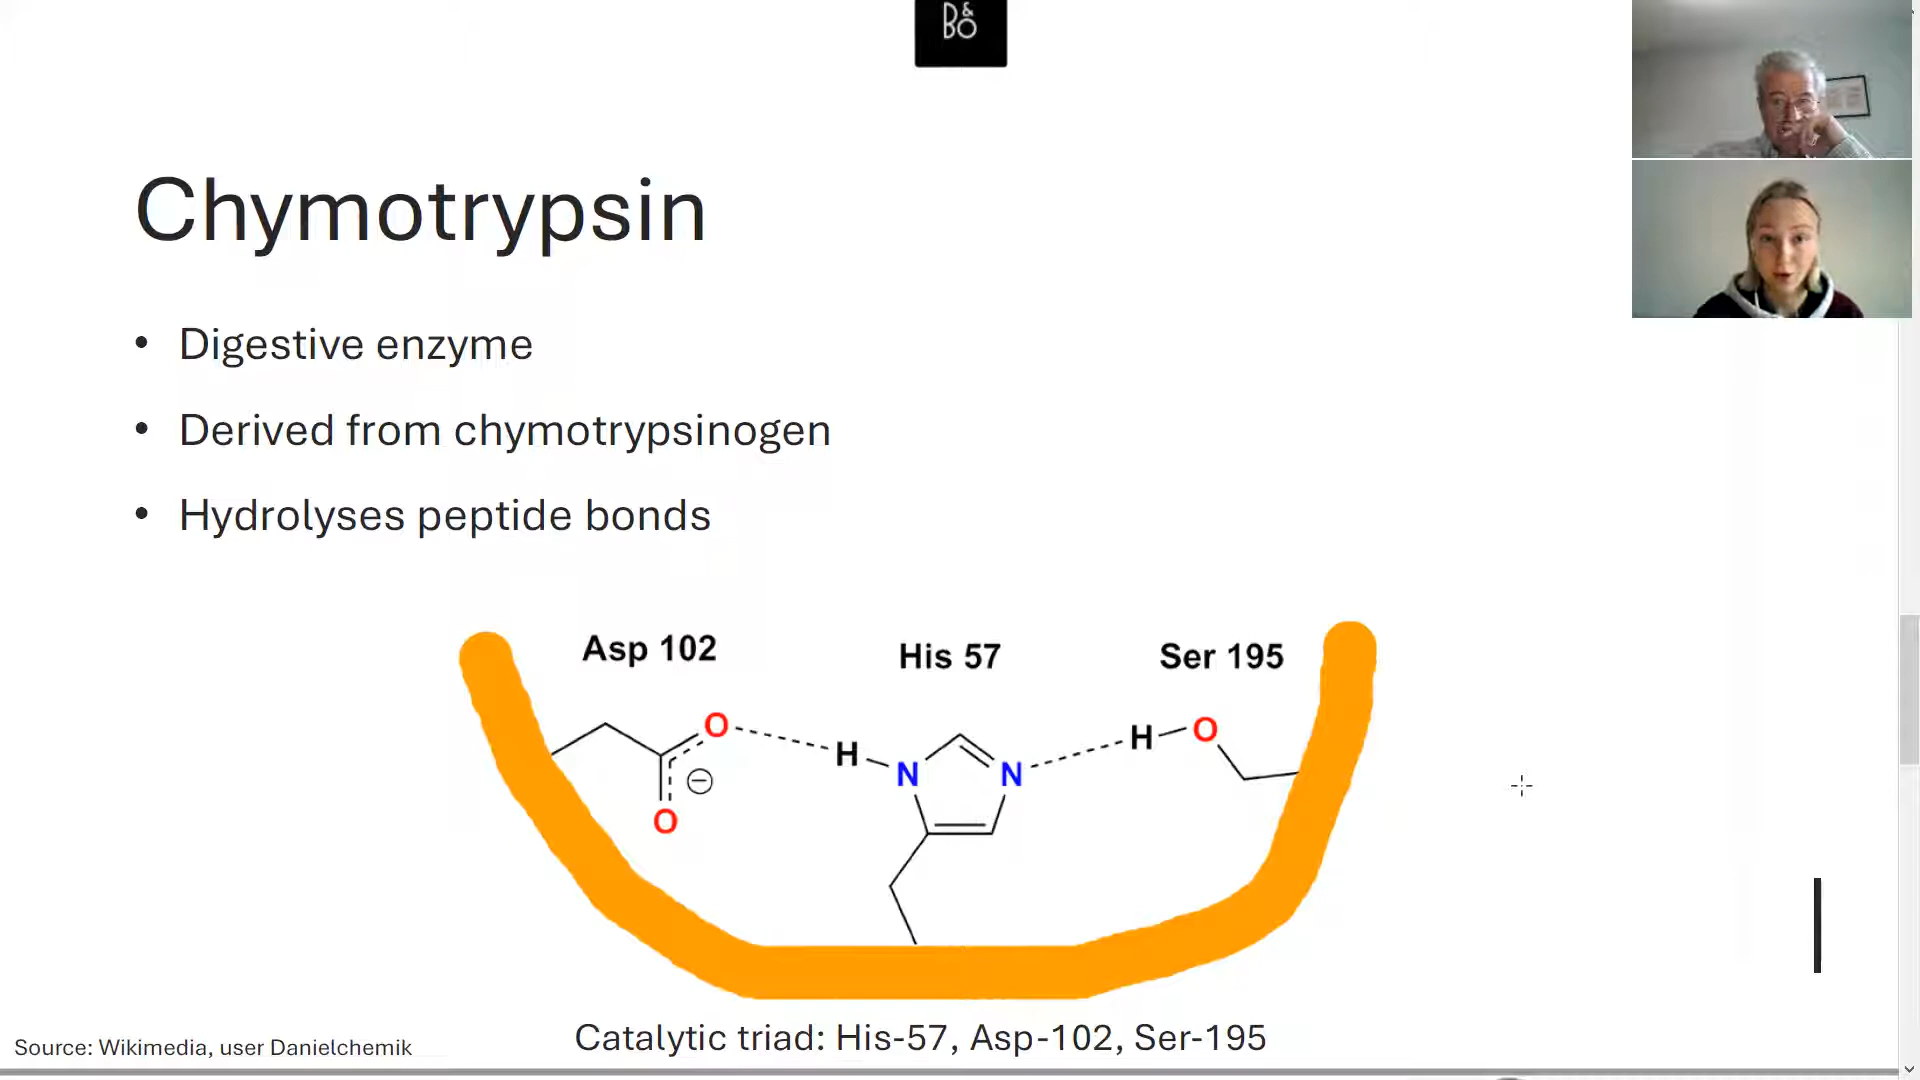 B&O
Chymotrypsin
• Digestive enzyme
• Derived from chymotrypsinogen
• Hydrolyses peptide bonds
Asp 102 His 57 Ser 195
O H N N H O
⊖
O
Catalytic triad: His-57, Asp-102, Ser-195
Source: Wikimedia, user Danielchemik